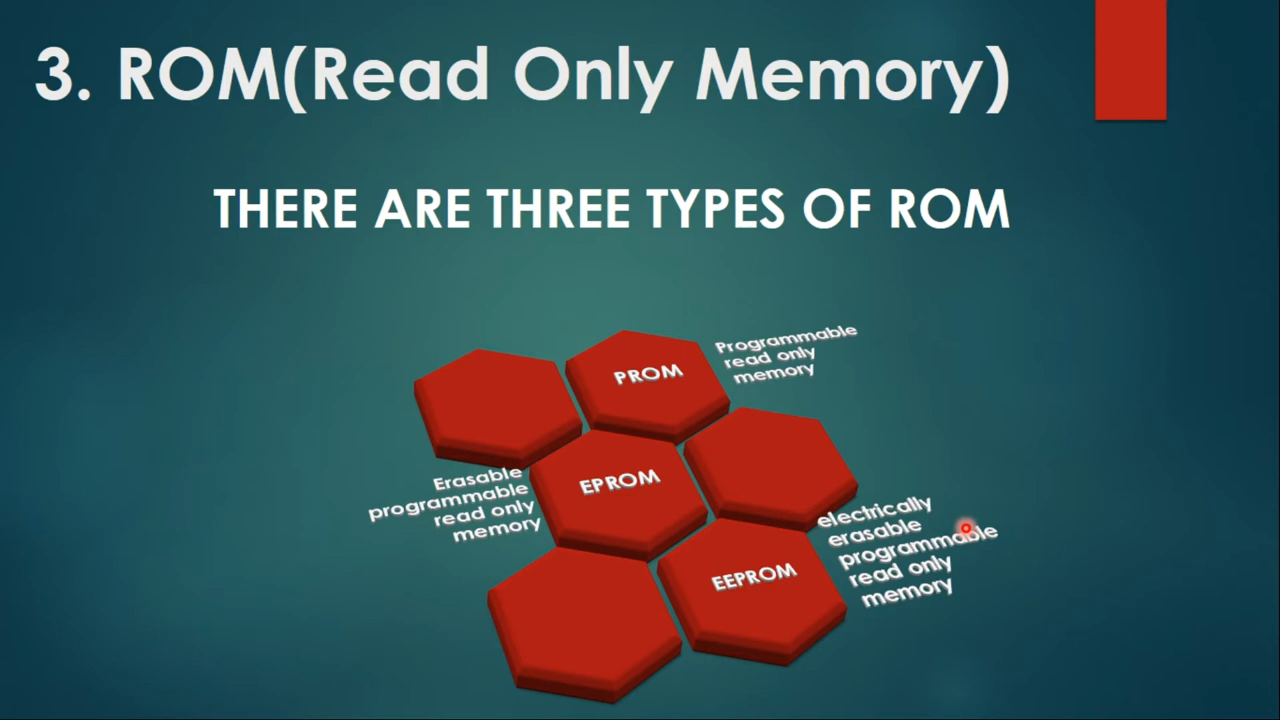 3. ROM(Read Only Memory)
THERE ARE THREE TYPES OF ROM
PROM
Programmable
read only
memory
EPROM
Erasable
programmable
read only
memory
EEPROM
electrically
erasable
programmable
read only
memory